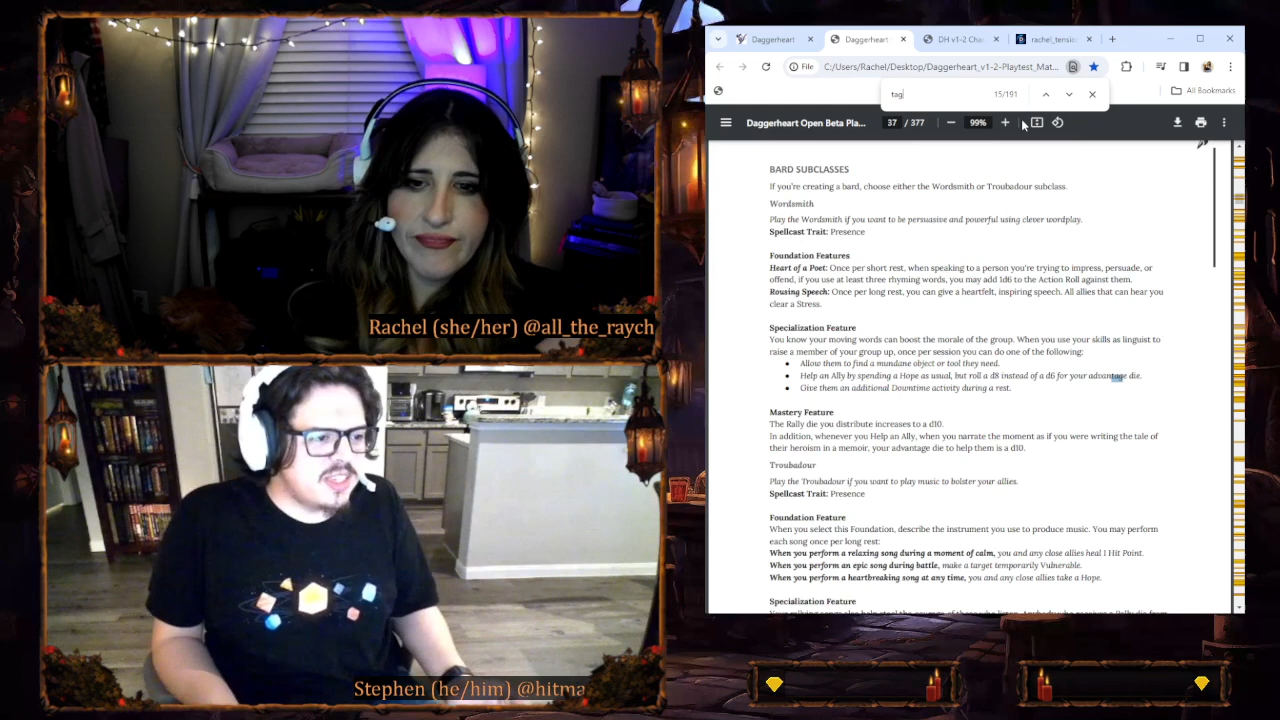 Rachel (she/her) @all_the_raych
Stephen (he/him) @hitma
Daggerheart
Daggerheart
DH v1-2 Cha
rachel_tensio
File
C:/Users/Rachel/Desktop/Daggerheart_v1-2-Playtest_Mat...
All Bookmarks
tag
15/191
Daggerheart Open Beta Pla...
37 / 377
99%
BARD SUBCLASSES
If you're creating a bard, choose either the Wordsmith or Troubadour subclass.
Wordsmith
Play the Wordsmith if you want to be persuasive and powerful using clever wordplay.
Spellcast Trait: Presence
Foundation Features
Heart of a Poet: Once per short rest, when speaking to a person you're trying to impress, persuade, or
offend, if you use at least three rhyming words, you may add 1d6 to the Action Roll against them.
Rousing Speech: Once per long rest, you can give a heartfelt, inspiring speech. All allies that can hear you
clear a Stress.
Specialization Feature
You know your moving words can boost the morale of the group. When you use your skills as linguist to
raise a member of your group up, once per session you can do one of the following:
● Allow them to find a mundane object or tool they need.
● Help an Ally by spending a Hope as usual, but roll a d8 instead of a d6 for your advantage die.
● Give them an additional Downtime activity during a rest.
Mastery Feature
The Rally die you distribute increases to a d10.
In addition, whenever you Help an Ally, when you narrate the moment as if you were writing the tale of
their heroism in a memoir, your advantage die to help them is a d10.
Troubadour
Play the Troubadour if you want to play music to bolster your allies.
Spellcast Trait: Presence
Foundation Feature
When you select this Foundation, describe the instrument you use to produce music. You may perform
each song once per long rest:
When you perform a relaxing song during a moment of calm, you and any close allies heal 1 Hit Point.
When you perform an epic song during battle, make a target temporarily Vulnerable.
When you perform a heartbreaking song at any time, you and any close allies take a Hope.
Specialization Feature